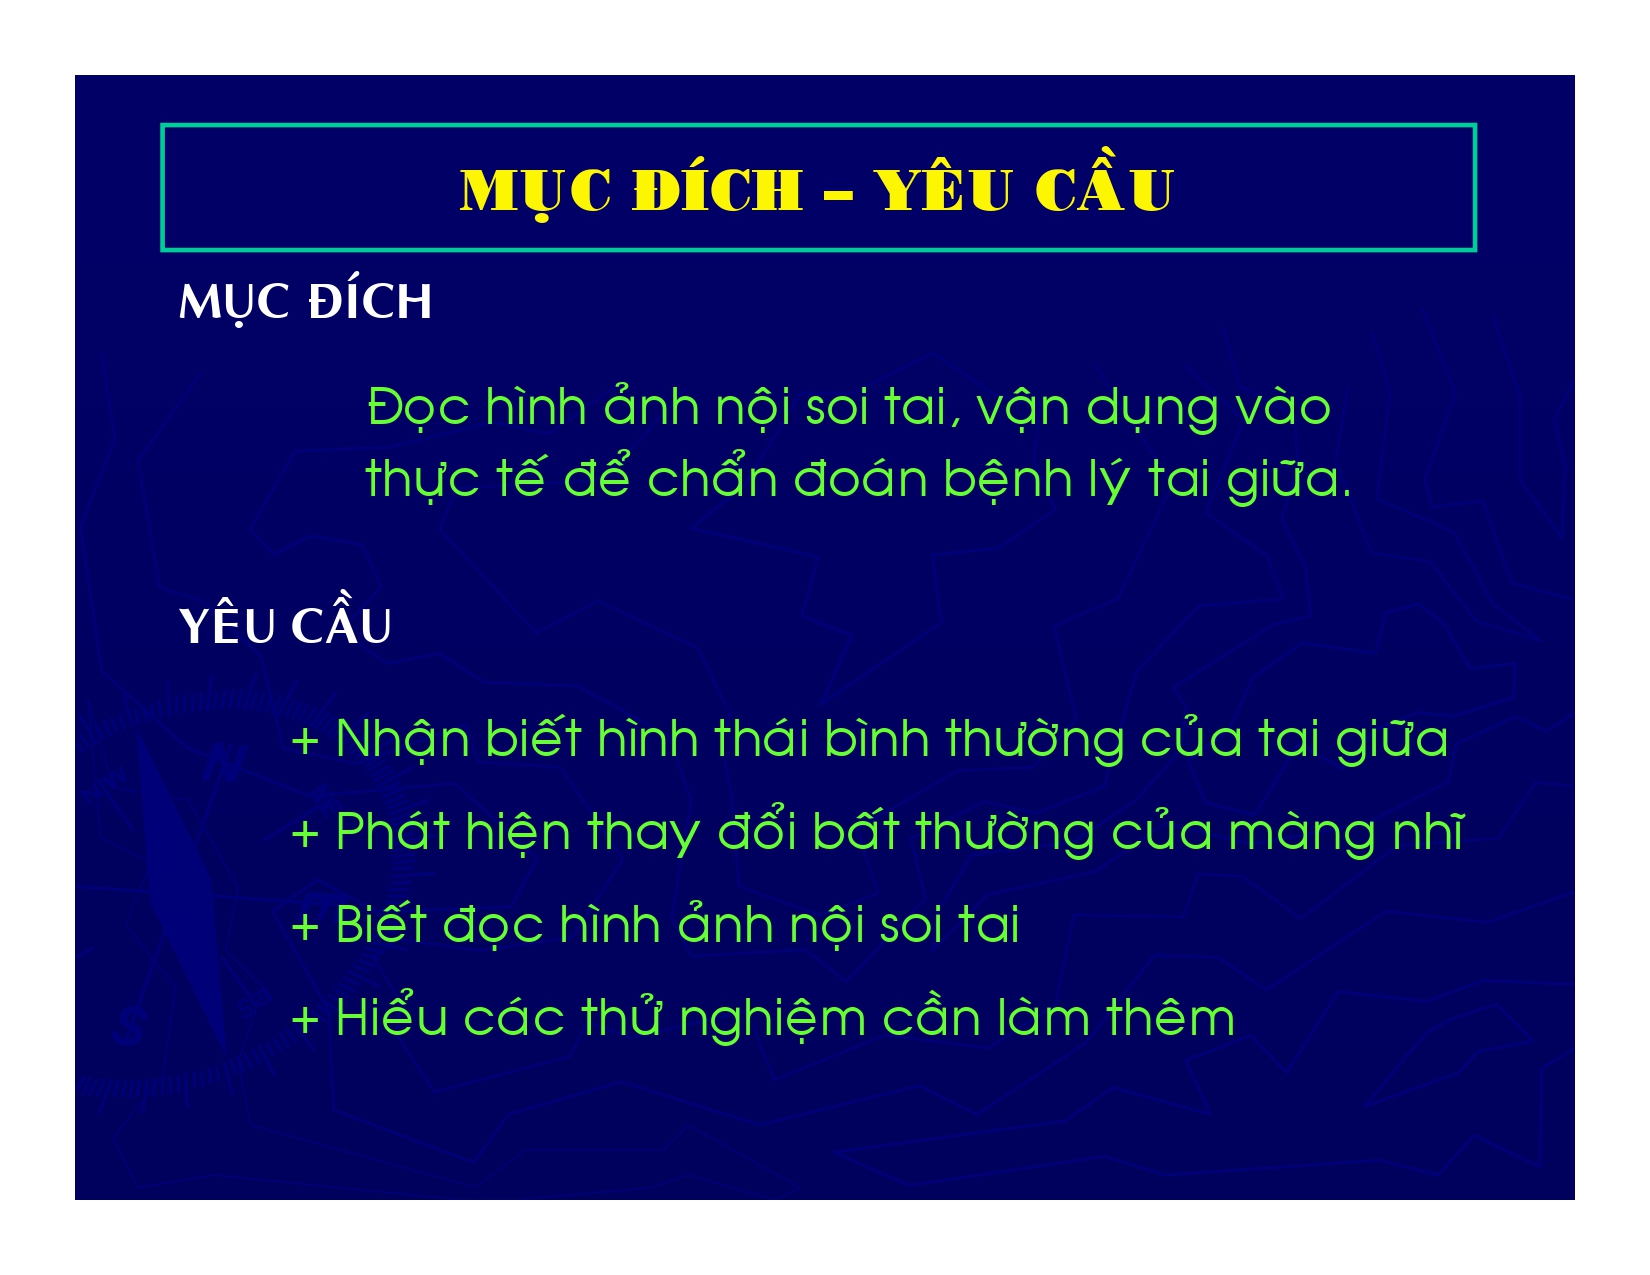 MỤC ĐÍCH – YÊU CẦU
MỤC ĐÍCH
Đọc hình ảnh nội soi tai, vận dụng vào
thực tế để chẩn đoán bệnh lý tai giữa.
YÊU CẦU
+ Nhận biết hình thái bình thường của tai giữa
+ Phát hiện thay đổi bất thường của màng nhĩ
+ Biết đọc hình ảnh nội soi tai
+ Hiểu các thử nghiệm cần làm thêm
N
S